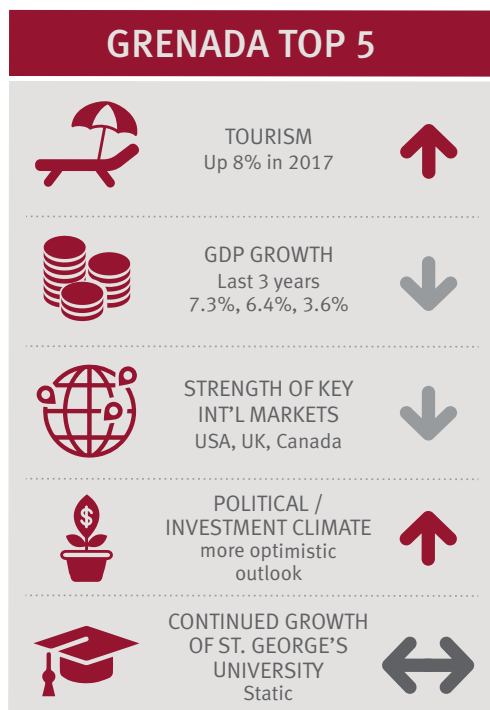 GRENADA TOP 5
TOURISM
Up 8% in 2017
GDP GROWTH
Last 3 years
7.3%, 6.4%, 3.6%
STRENGTH OF KEY
INT'L MARKETS
USA, UK, Canada
$
POLITICAL /
INVESTMENT CLIMATE
more optimistic
outlook
CONTINUED GROWTH
OF ST. GEORGE'S
UNIVERSITY
Static